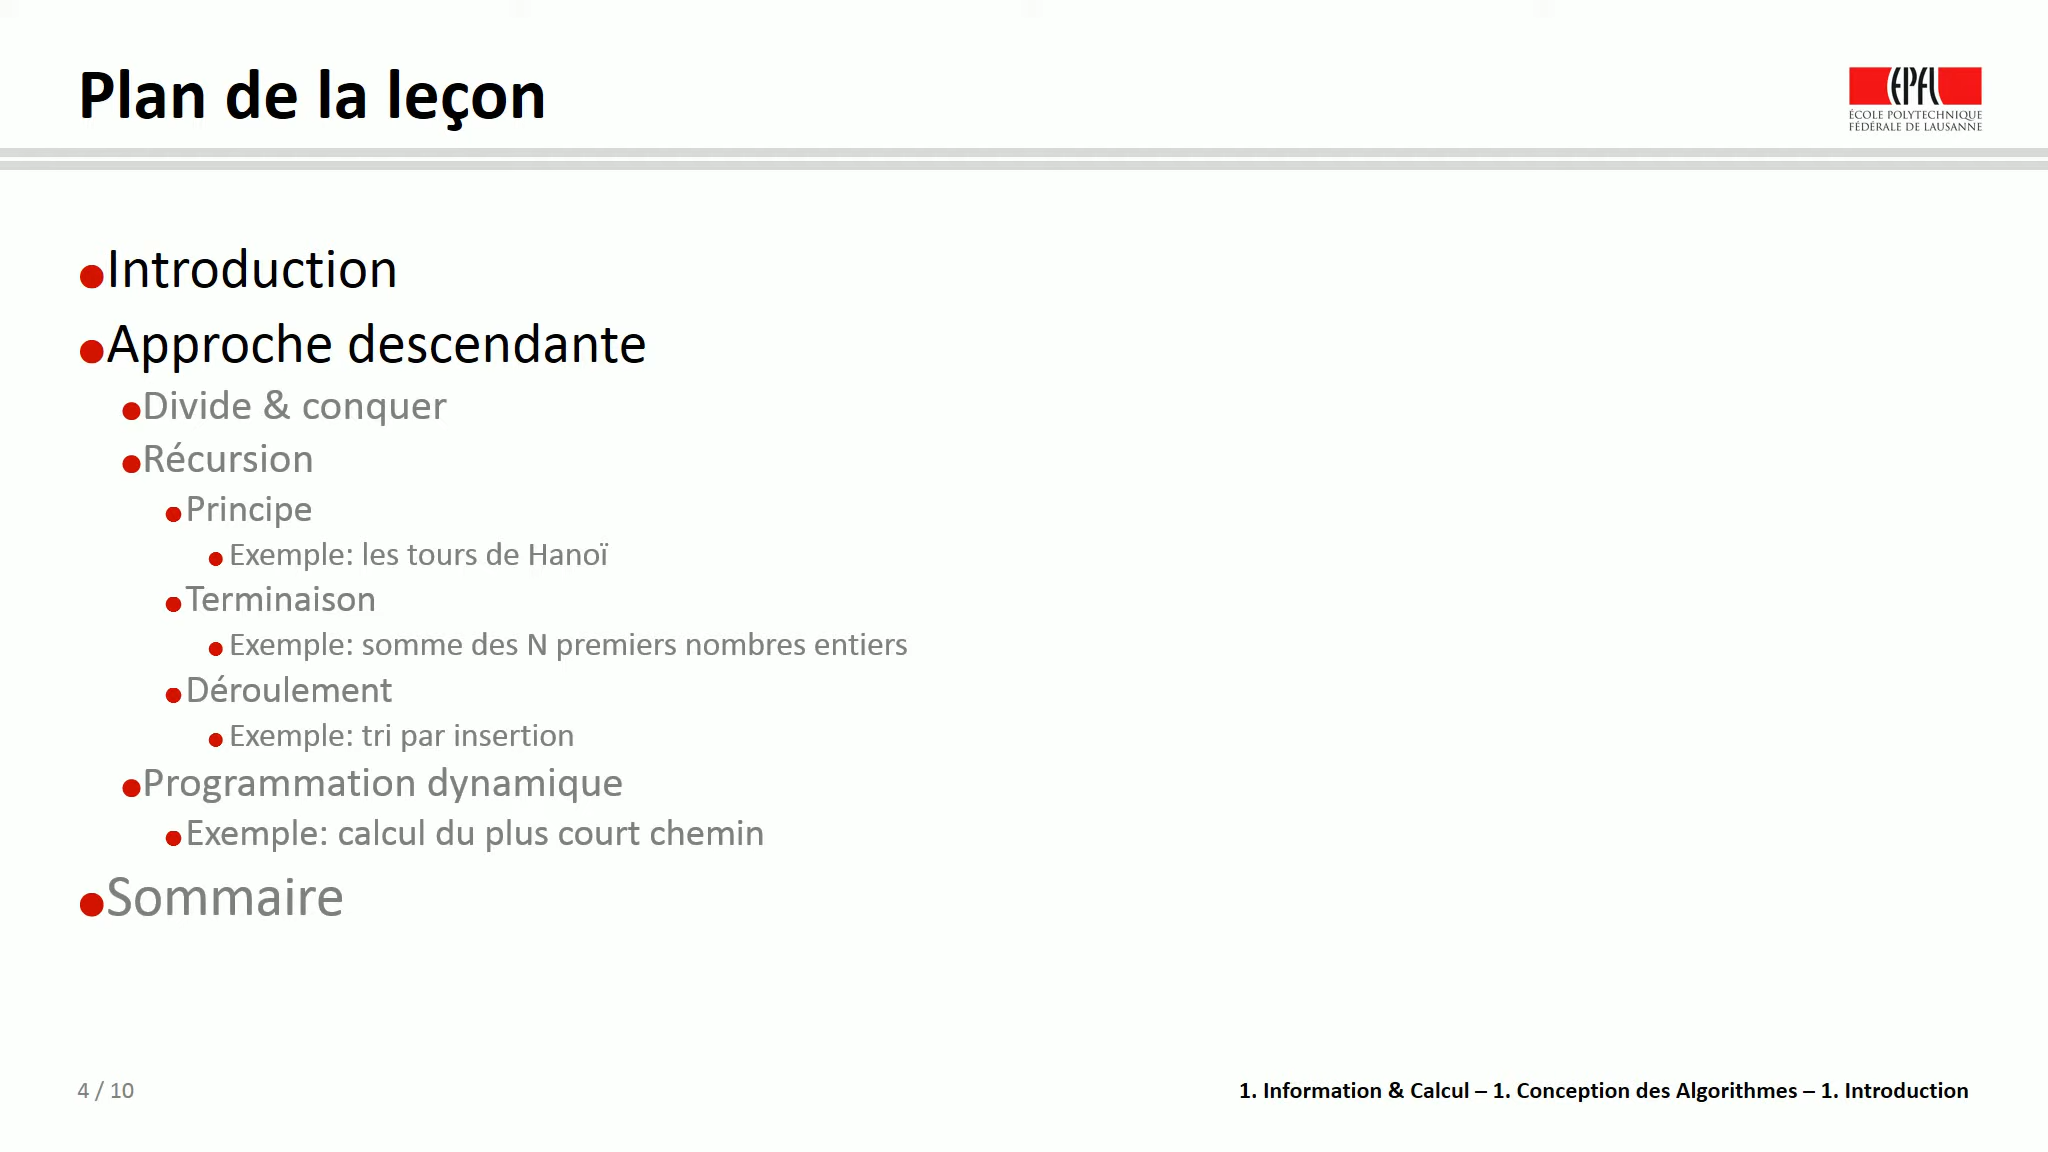 Plan de la leçon
EPFL
ÉCOLE POLYTECHNIQUE
FÉDÉRALE DE LAUSANNE
●Introduction
●Approche descendante
●Divide & conquer
●Récursion
●Principe
●Exemple: les tours de Hanoï
●Terminaison
●Exemple: somme des N premiers nombres entiers
●Déroulement
●Exemple: tri par insertion
●Programmation dynamique
●Exemple: calcul du plus court chemin
●Sommaire
4 / 10
1. Information & Calcul – 1. Conception des Algorithmes – 1. Introduction